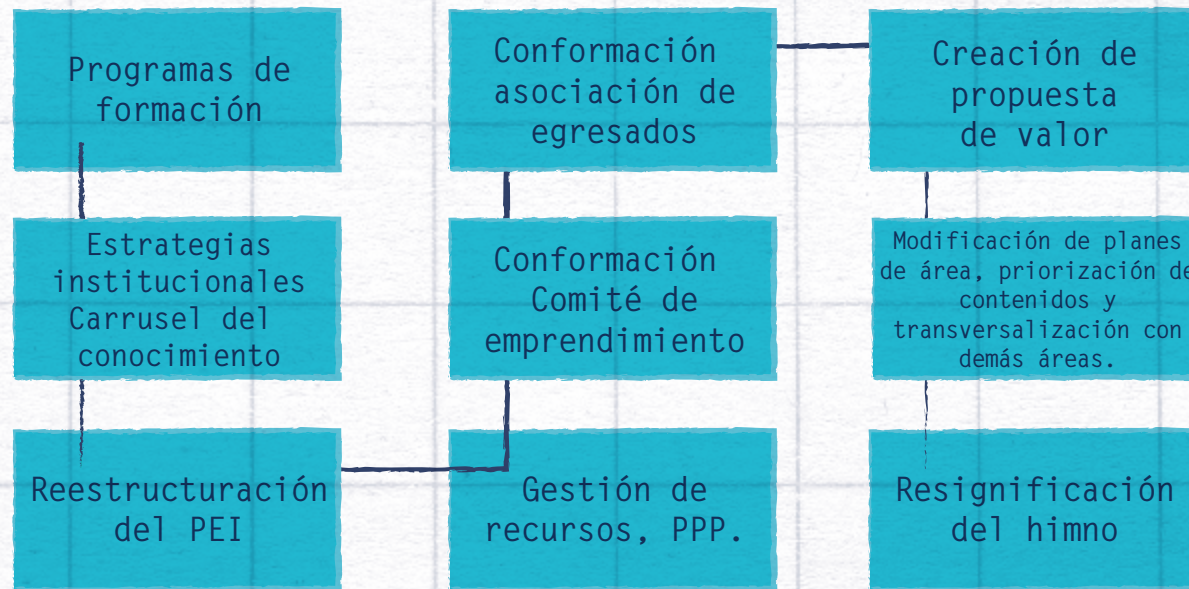 Programas de
formación
Estrategias
institucionales
Carrusel del
conocimiento
Reestructuración
del PEI
Gestión de
recursos, PPP.
Conformación
Comité de
emprendimiento
Conformación
asociación de
egresados
Creación de
propuesta
de valor
Modificación de planes
de área, priorización de
contenidos y
transversalización con
demás áreas.
Resignificación
del himno